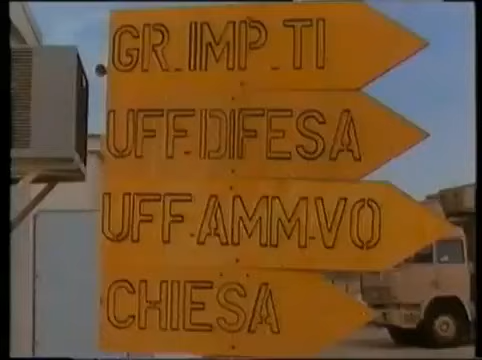 GR. IMP. TI
UFF. DIFESA
UFF. AMM.VO
CHIESA